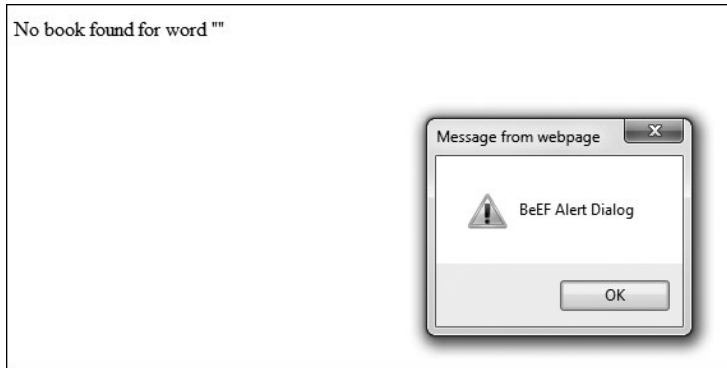 No book found for word ""
Message from webpage
BeEF Alert Dialog
OK